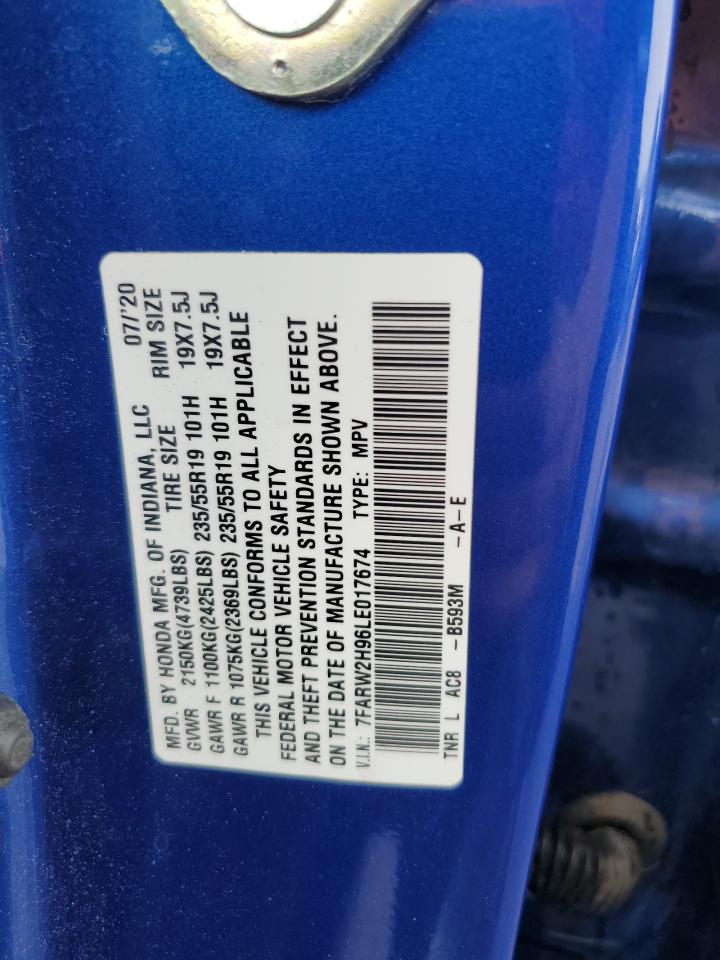 MFD. BY HONDA MFG. OF INDIANA, LLC 07/'20
TIRE SIZE RIM SIZE
GVWR 2150KG(4739LBS)
GAWR F 1100KG(2425LBS) 235/55R19 101H 19X7.5J
GAWR R 1075KG(2369LBS) 235/55R19 101H 19X7.5J
THIS VEHICLE CONFORMS TO ALL APPLICABLE
FEDERAL MOTOR VEHICLE SAFETY
AND THEFT PREVENTION STANDARDS IN EFFECT
ON THE DATE OF MANUFACTURE SHOWN ABOVE.
V.I.N.: 7FARW2H96LE017674 TYPE: MPV
TNR L AC8 -B593M -A-E